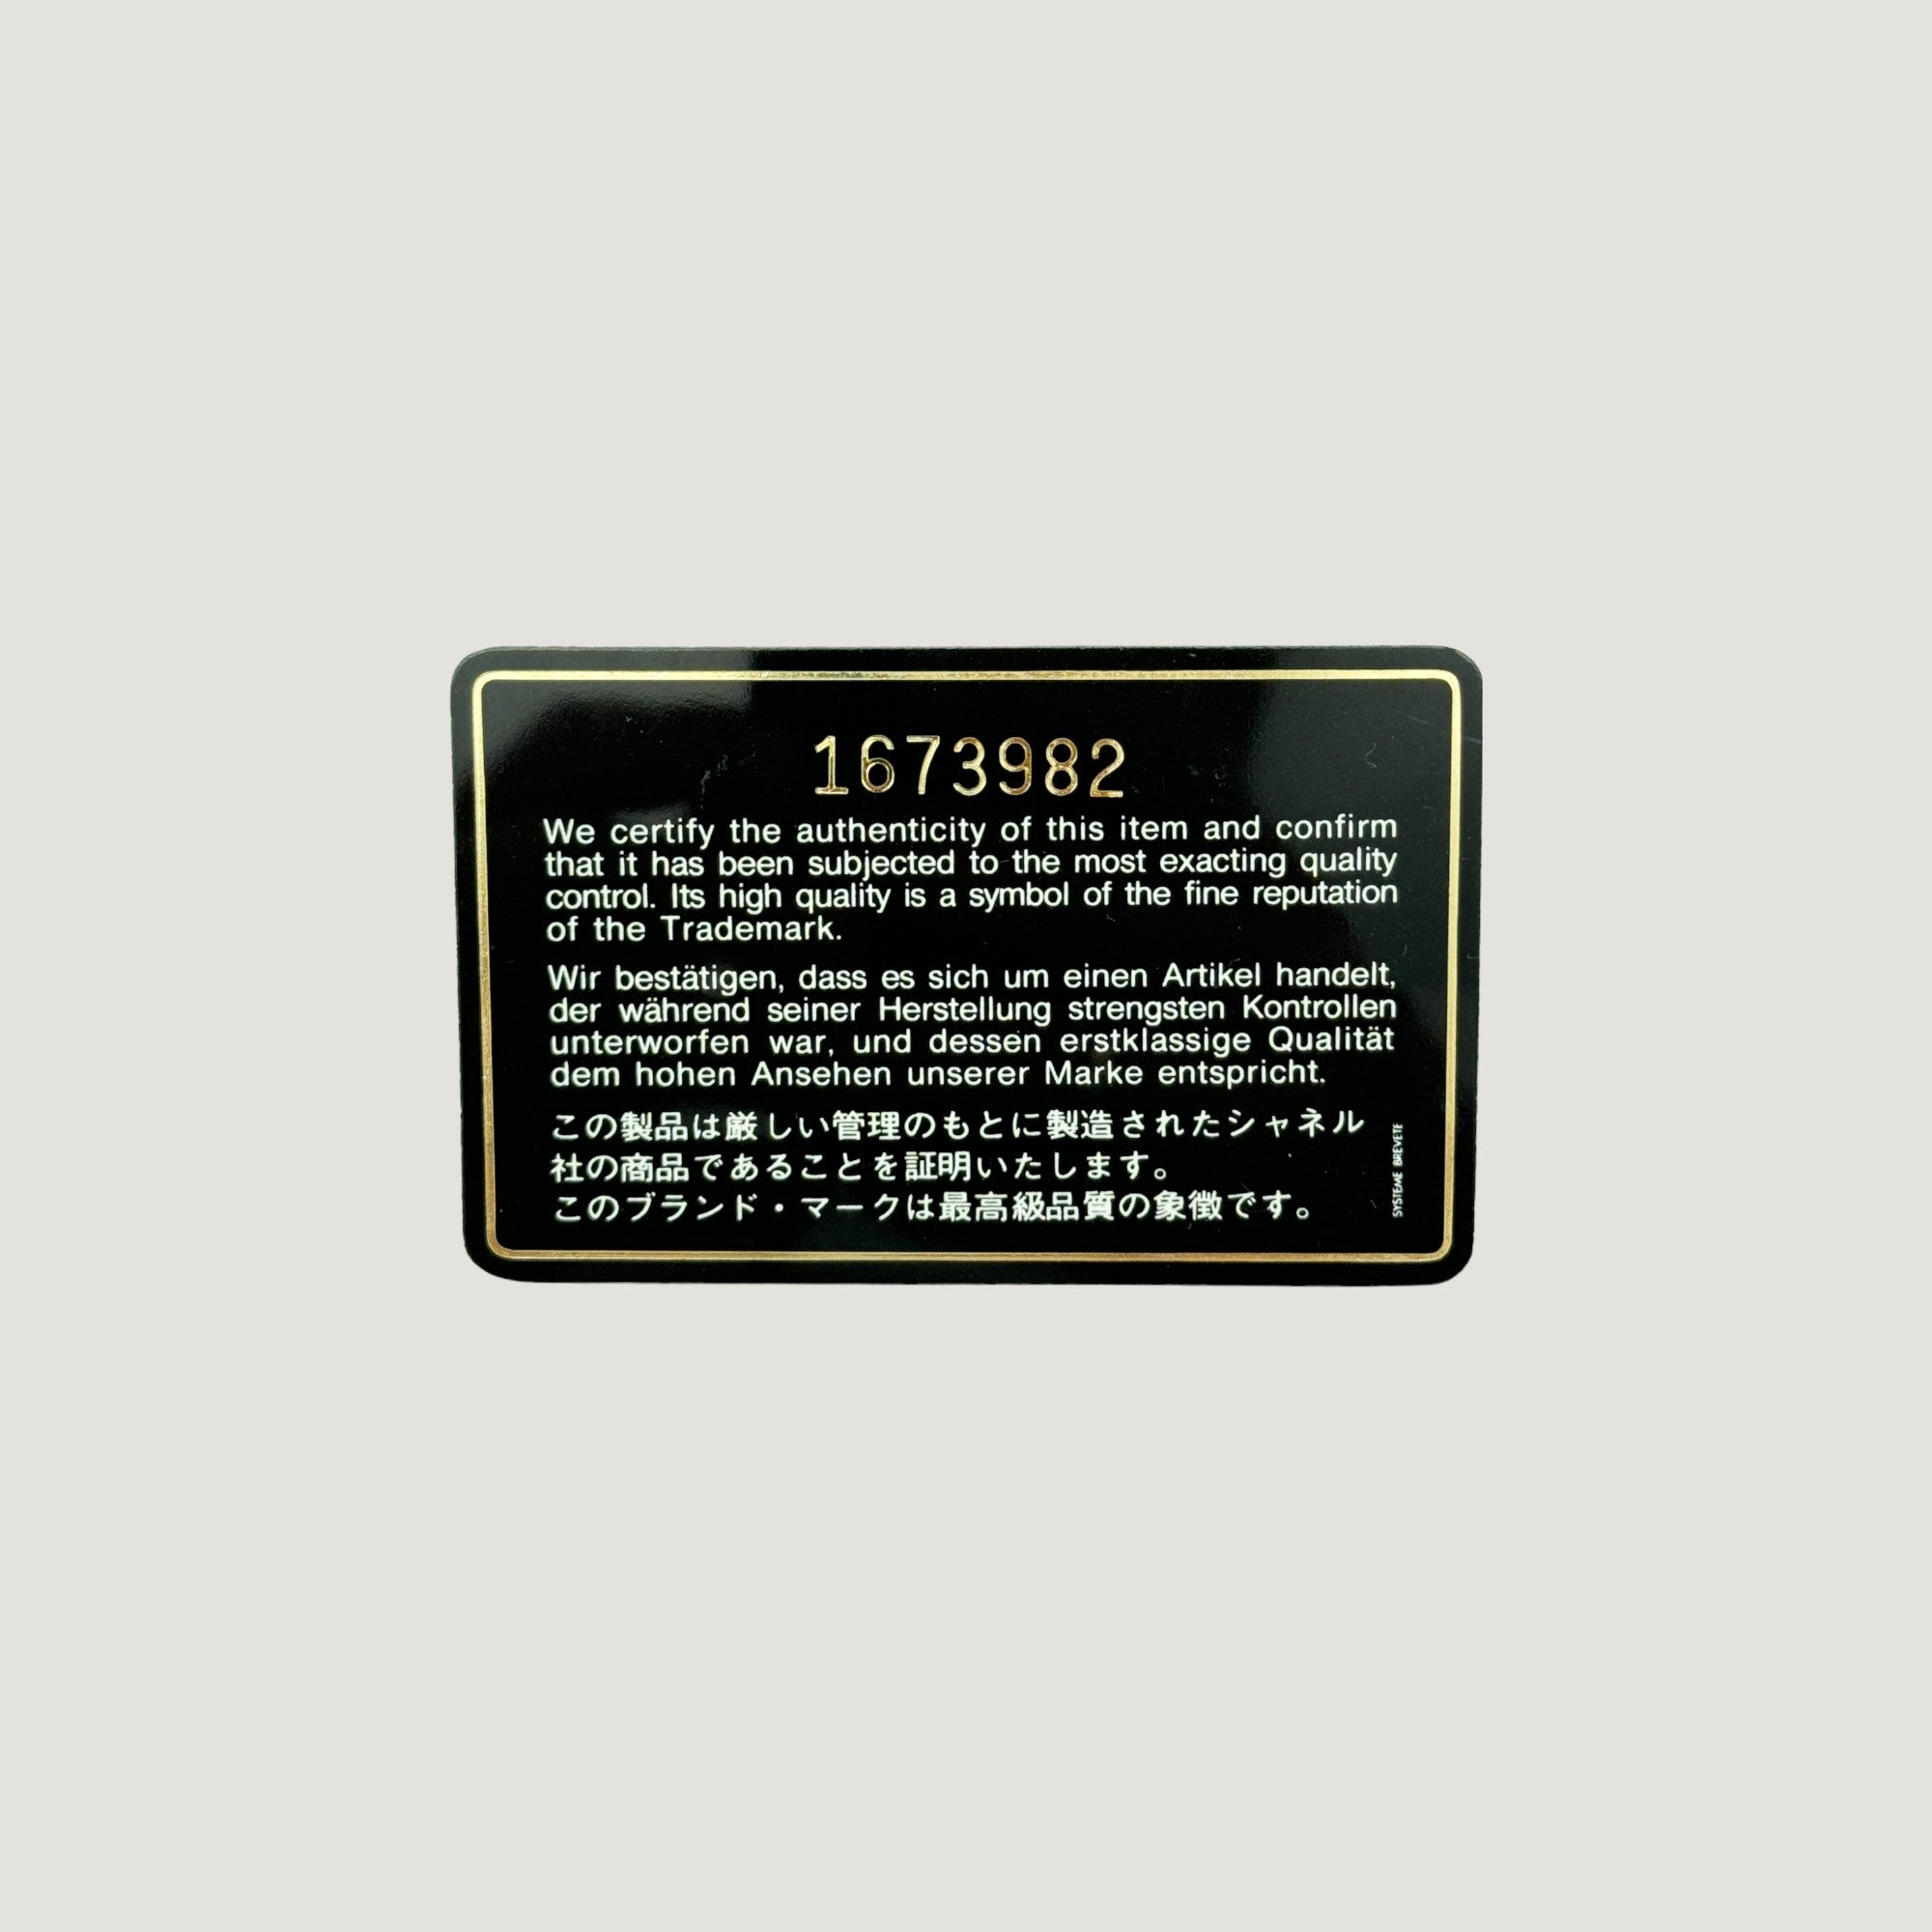 1673982
We certify the authenticity of this item and confirm
that it has been subjected to the most exacting quality
control. Its high quality is a symbol of the fine reputation
of the Trademark.
Wir bestätigen, dass es sich um einen Artikel handelt,
der während seiner Herstellung strengsten Kontrollen
unterworfen war, und dessen erstklassige Qualität
dem hohen Ansehen unserer Marke entspricht.
この製品は厳しい管理のもとに製造されたシャネル
社の商品であることを証明いたします。
このブランド・マークは最高級品質の象徴です。
SYSTEME BREVETE